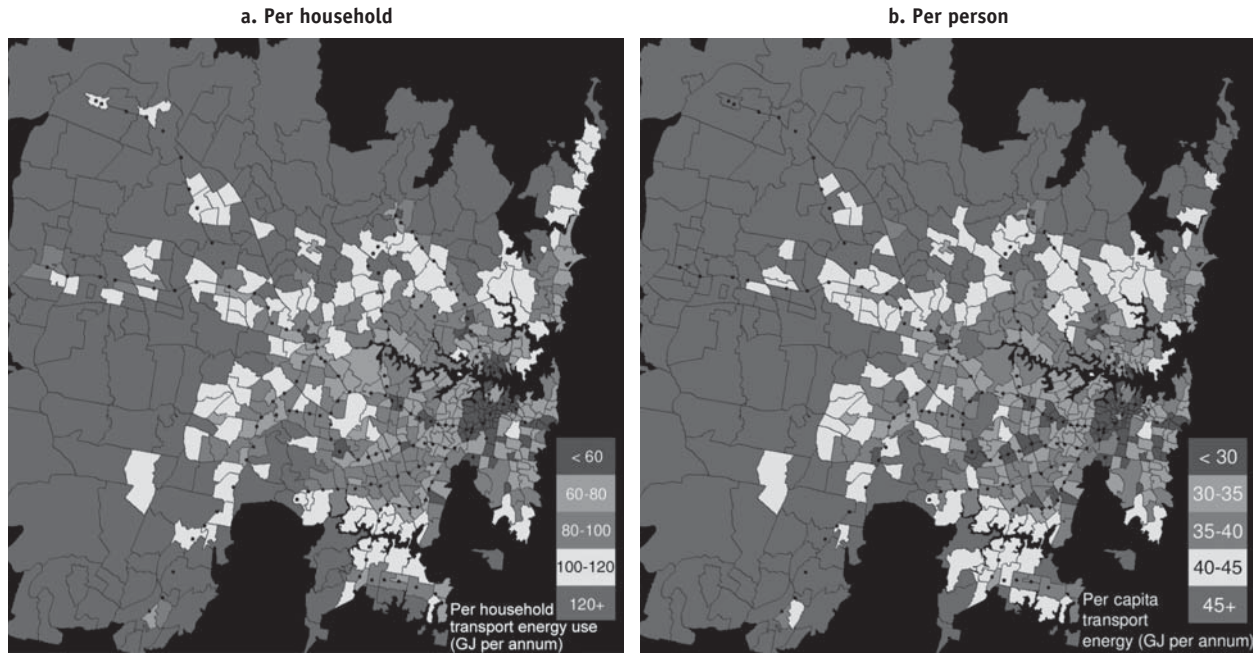 a. Per household
b. Per person
< 60
60-80
80-100
100-120
120+
Per household
transport energy use
(GJ per annum)
< 30
30-35
35-40
40-45
45+
Per capita
transport
energy (GJ per annum)